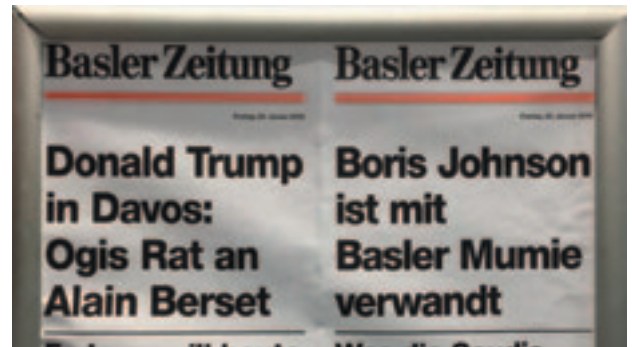 Basler Zeitung
Donald Trump
in Davos:
Ogis Rat an
Alain Berset
Basler Zeitung
Boris Johnson
ist mit
Basler Mumie
verwandt